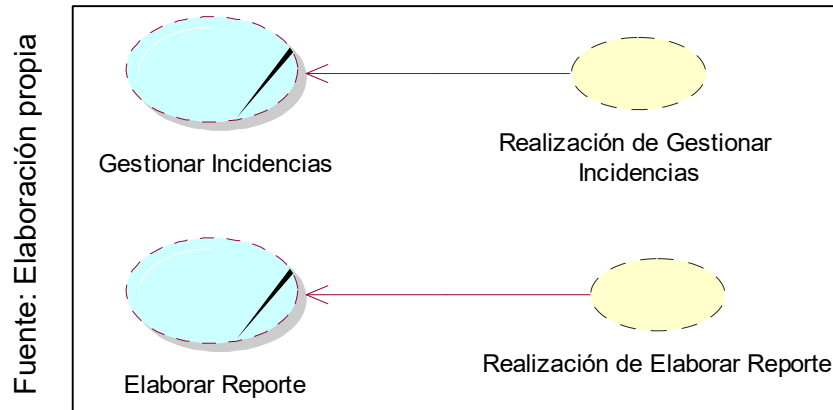 Fuente: Elaboración propia
Gestionar Incidencias
Realización de Gestionar
Incidencias
Elaborar Reporte
Realización de Elaborar Reporte